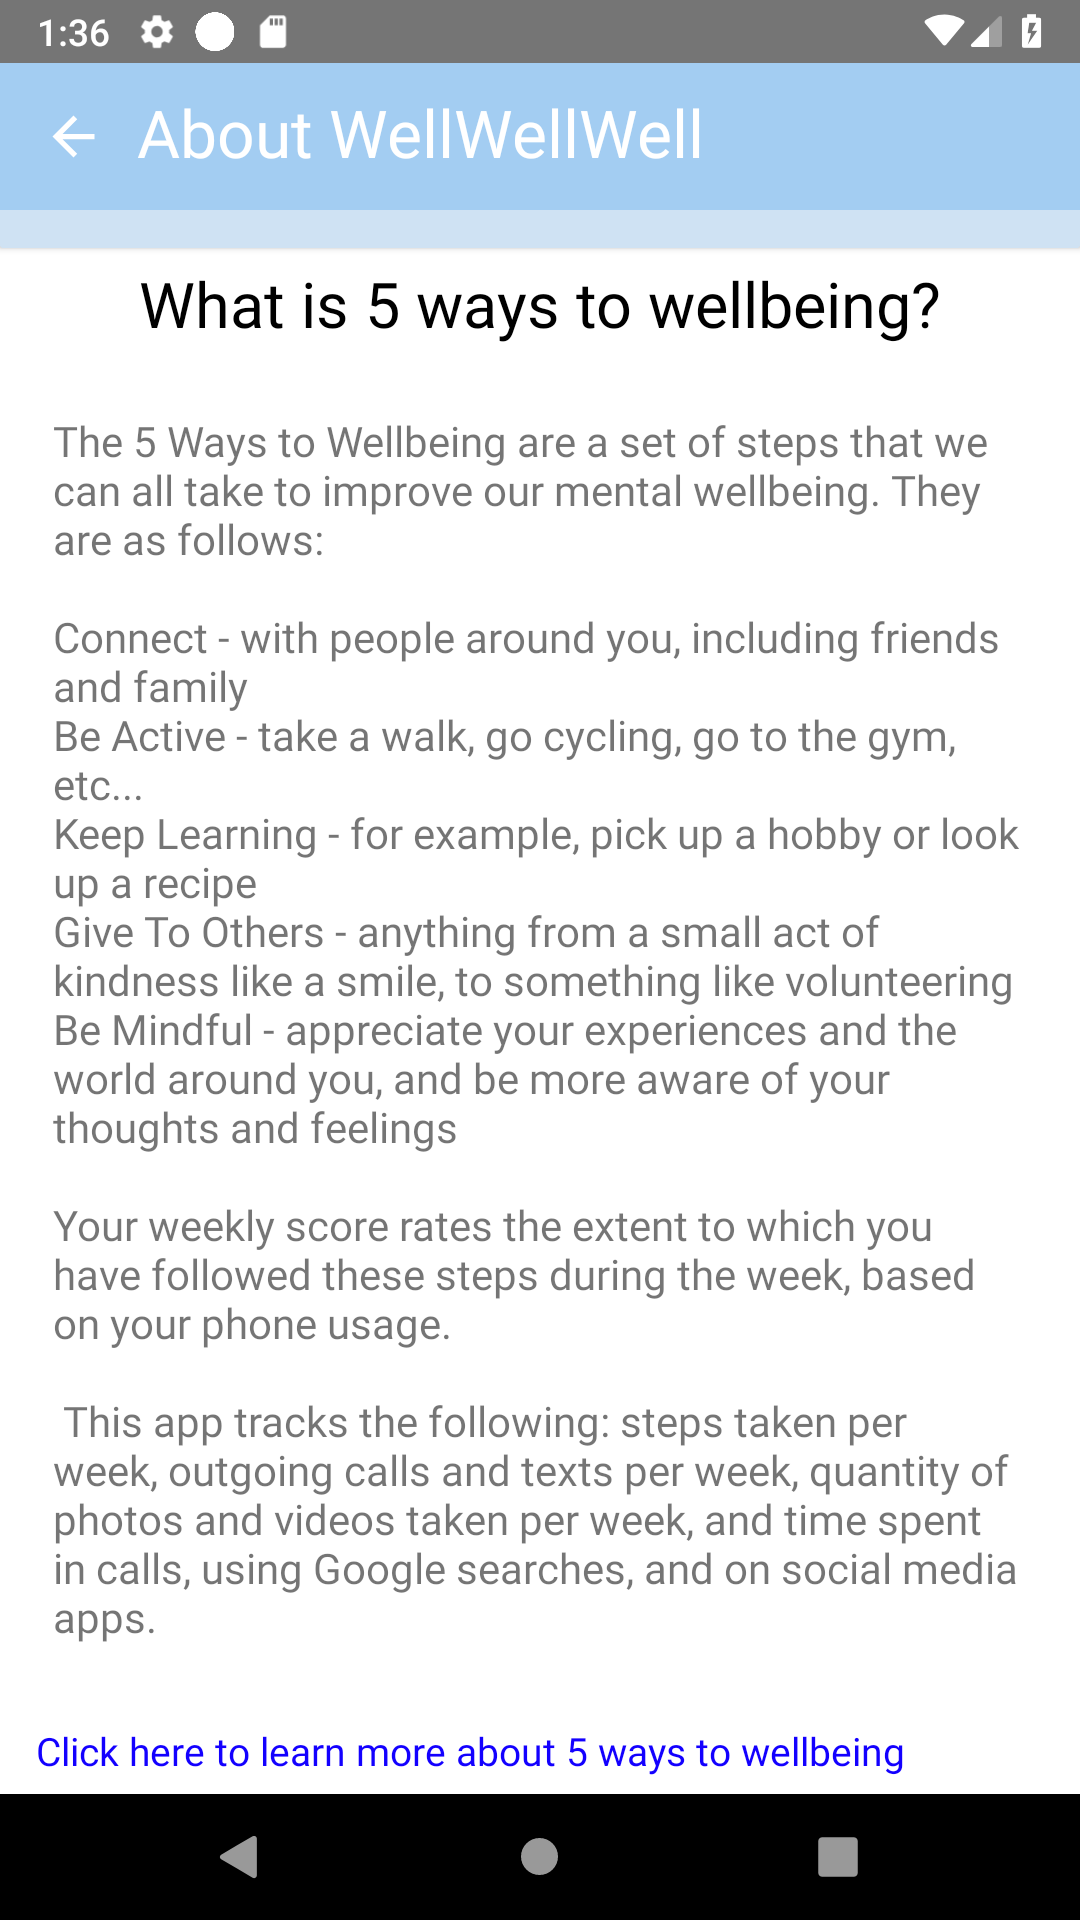 1:36
About WellWellWell
What is 5 ways to wellbeing?
The 5 Ways to Wellbeing are a set of steps that we
can all take to improve our mental wellbeing. They
are as follows:
Connect - with people around you, including friends
and family
Be Active - take a walk, go cycling, go to the gym,
etc...
Keep Learning - for example, pick up a hobby or look
up a recipe
Give To Others - anything from a small act of
kindness like a smile, to something like volunteering
Be Mindful - appreciate your experiences and the
world around you, and be more aware of your
thoughts and feelings
Your weekly score rates the extent to which you
have followed these steps during the week, based
on your phone usage.
This app tracks the following: steps taken per
week, outgoing calls and texts per week, quantity of
photos and videos taken per week, and time spent
in calls, using Google searches, and on social media
apps.
Click here to learn more about 5 ways to wellbeing